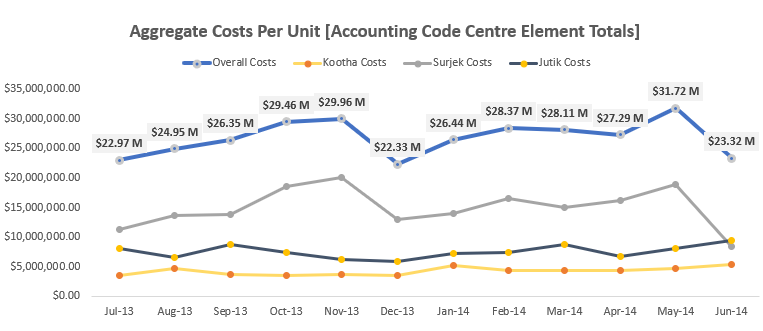 Aggregate Costs Per Unit [Accounting Code Centre Element Totals]
Overall Costs Kootha Costs Surjek Costs Jutik Costs
$35,000,000.00
$30,000,000.00
$25,000,000.00
$20,000,000.00
$15,000,000.00
$10,000,000.00
$5,000,000.00
$0.00
$22.97 M $24.95 M $26.35 M $29.46 M $29.96 M $22.33 M $26.44 M $28.37 M $28.11 M $27.29 M $31.72 M $23.32 M
Jul-13 Aug-13 Sep-13 Oct-13 Nov-13 Dec-13 Jan-14 Feb-14 Mar-14 Apr-14 May-14 Jun-14